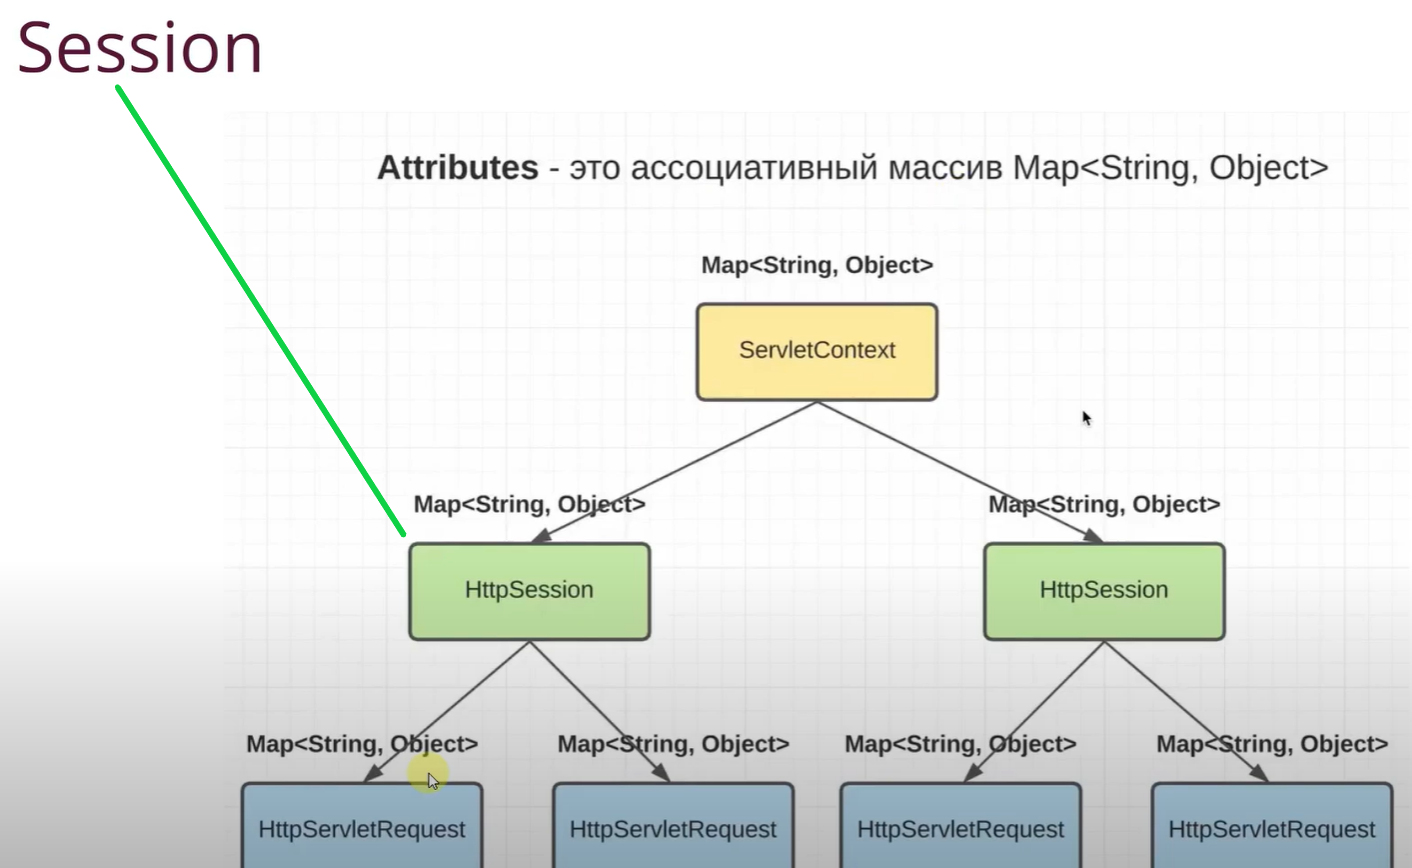 Session
Attributes - это ассоциативный массив Map<String, Object>
Map<String, Object>
ServletContext
Map<String, Object>
Map<String, Object>
HttpSession
HttpSession
Map<String, Object>
Map<String, Object>
Map<String, Object>
Map<String, Object>
HttpServletRequest
HttpServletRequest
HttpServletRequest
HttpServletRequest